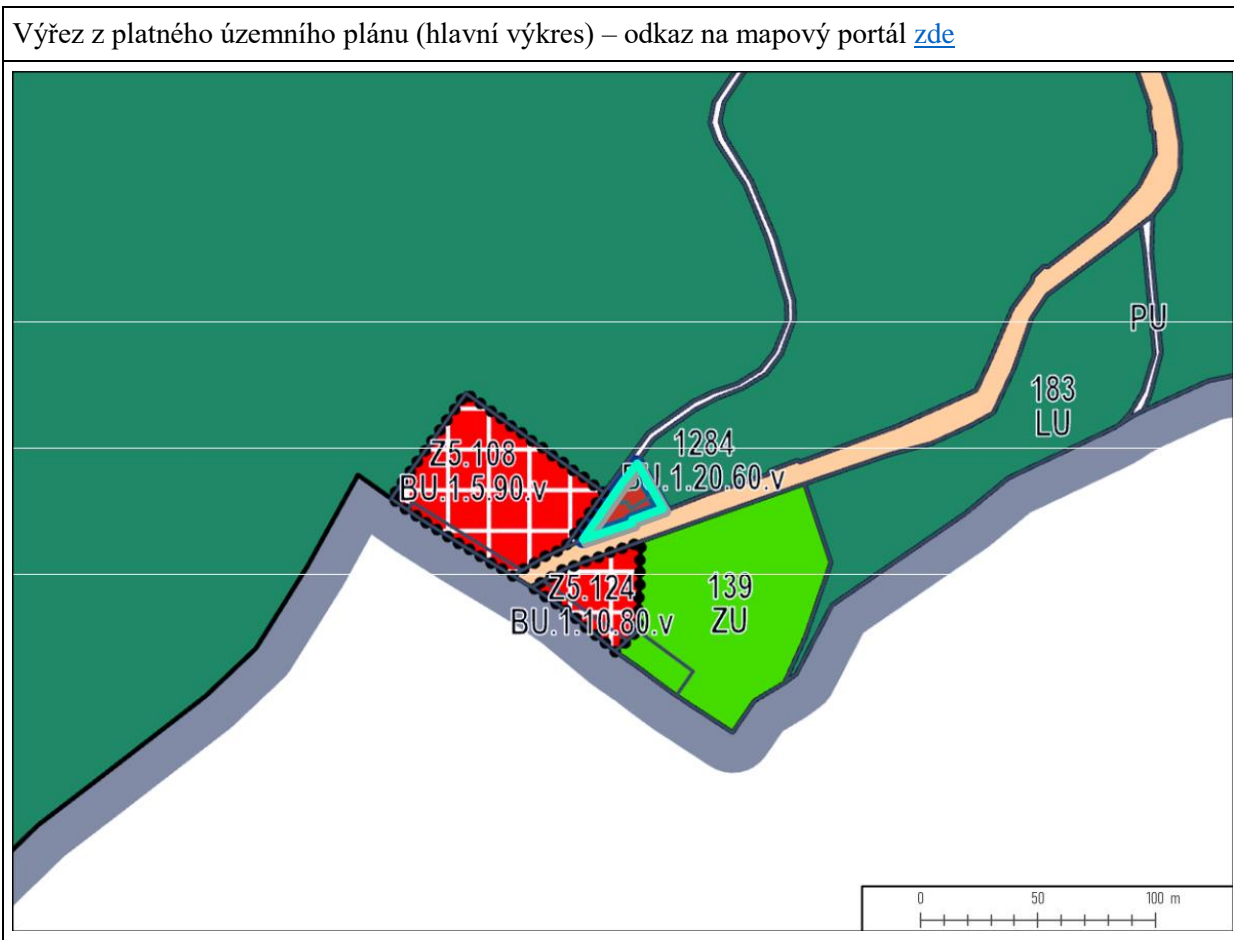 Výřez z platného územního plánu (hlavní výkres) – odkaz na mapový portál zde
PU
183
LU
1284
BU.1.20.60.v
Z5.108
BU.1.5.90.v
Z5.124
BU.1.10.80.v
139
ZU
0 50 100 m